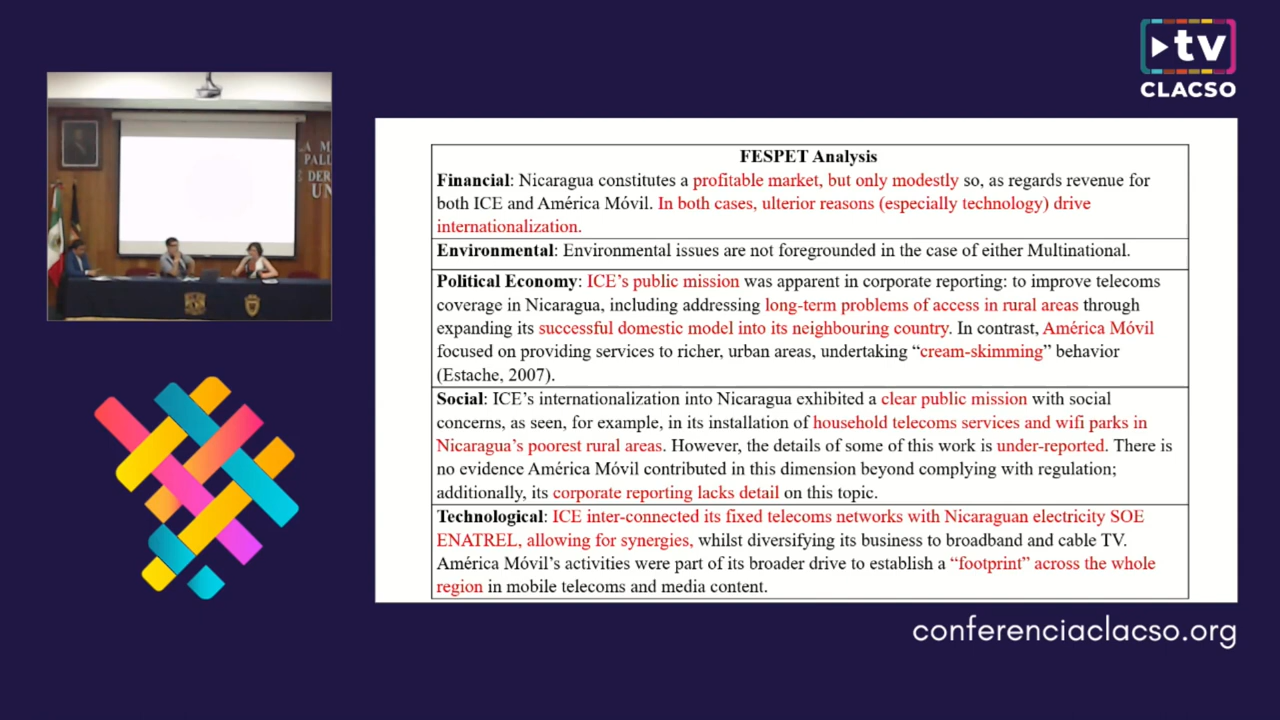 tv
CLACSO
LA M
PAL
DER
UN
FESPET Analysis
Financial: Nicaragua constitutes a profitable market, but only modestly so, as regards revenue for
both ICE and América Móvil. In both cases, ulterior reasons (especially technology) drive
internationalization.
Environmental: Environmental issues are not foregrounded in the case of either Multinational.
Political Economy: ICE’s public mission was apparent in corporate reporting: to improve telecoms
coverage in Nicaragua, including addressing long-term problems of access in rural areas through
expanding its successful domestic model into its neighbouring country. In contrast, América Móvil
focused on providing services to richer, urban areas, undertaking “cream-skimming” behavior
(Estache, 2007).
Social: ICE’s internationalization into Nicaragua exhibited a clear public mission with social
concerns, as seen, for example, in its installation of household telecoms services and wifi parks in
Nicaragua’s poorest rural areas. However, the details of some of this work is under-reported. There is
no evidence América Móvil contributed in this dimension beyond complying with regulation;
additionally, its corporate reporting lacks detail on this topic.
Technological: ICE inter-connected its fixed telecoms networks with Nicaraguan electricity SOE
ENATREL, allowing for synergies, whilst diversifying its business to broadband and cable TV.
América Móvil’s activities were part of its broader drive to establish a “footprint” across the whole
region in mobile telecoms and media content.
conferenciaclacso.org